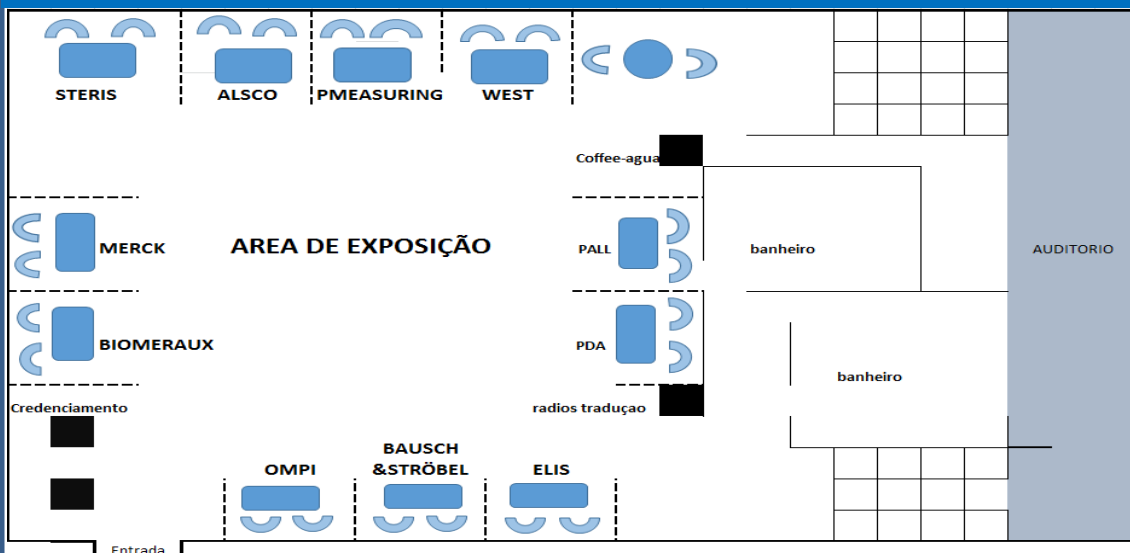 STERIS
ALSCO
PMEASURING
WEST
Coffee-agua
MERCK
AREA DE EXPOSIÇÃO
PALL
banheiro
AUDITORIO
BIOMERAUX
PDA
banheiro
Credenciamento
radios traduçao
OMPI
BAUSCH
&STRÖBEL
ELIS
Entrada